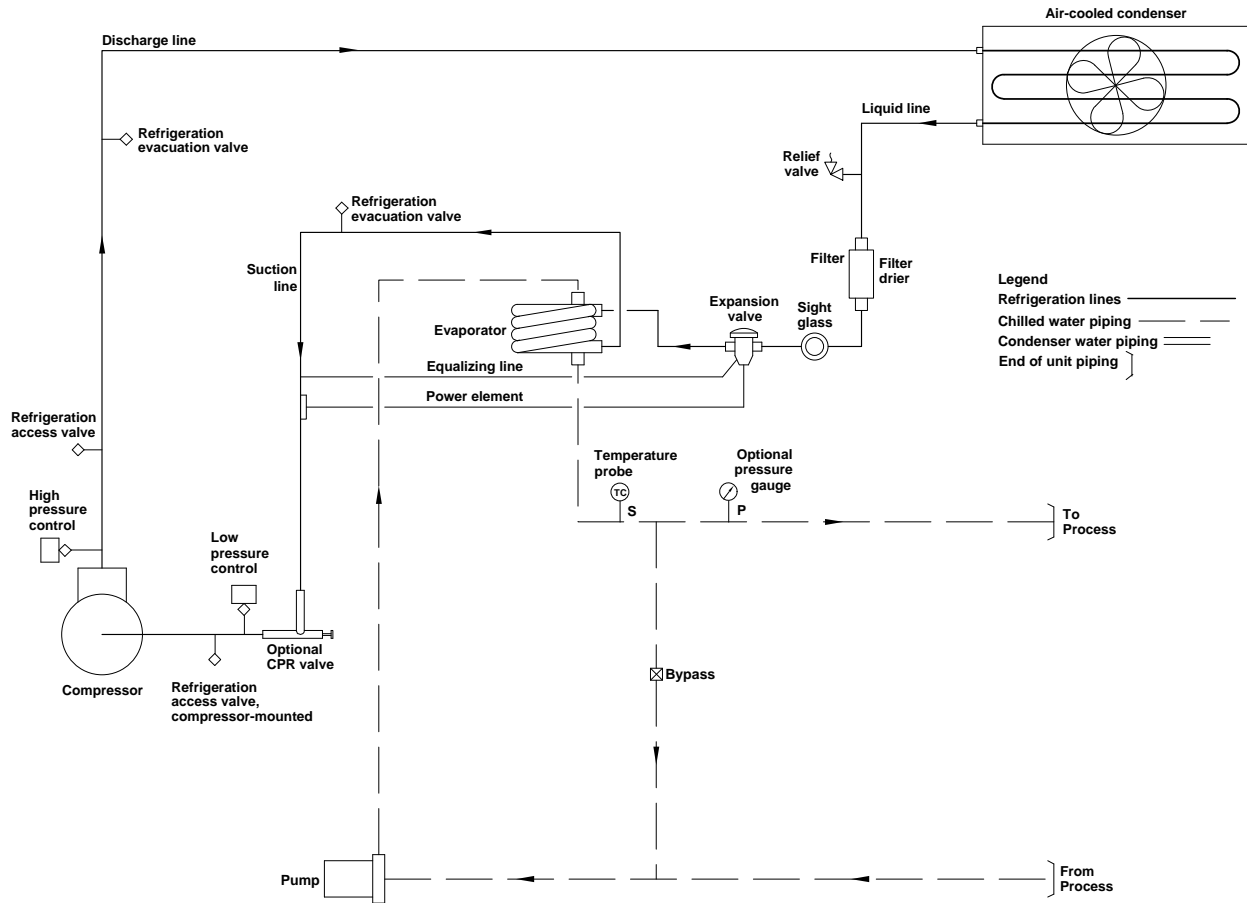 Air-cooled condenser
Discharge line
Liquid line
Refrigeration
evacuation valve
Relief
valve
Refrigeration
evacuation valve
Suction
line
Filter
Filter
drier
Expansion
valve
Sight
glass
Evaporator
Legend
Refrigeration lines
Chilled water piping
Condenser water piping
End of unit piping
Equalizing line
Power element
Refrigeration
access valve
Temperature
probe
TC
S
Optional
pressure
gauge
P
High
pressure
control
Low
pressure
control
To
Process
Optional
CPR valve
Compressor
Refrigeration
access valve,
compressor-mounted
Bypass
Pump
From
Process